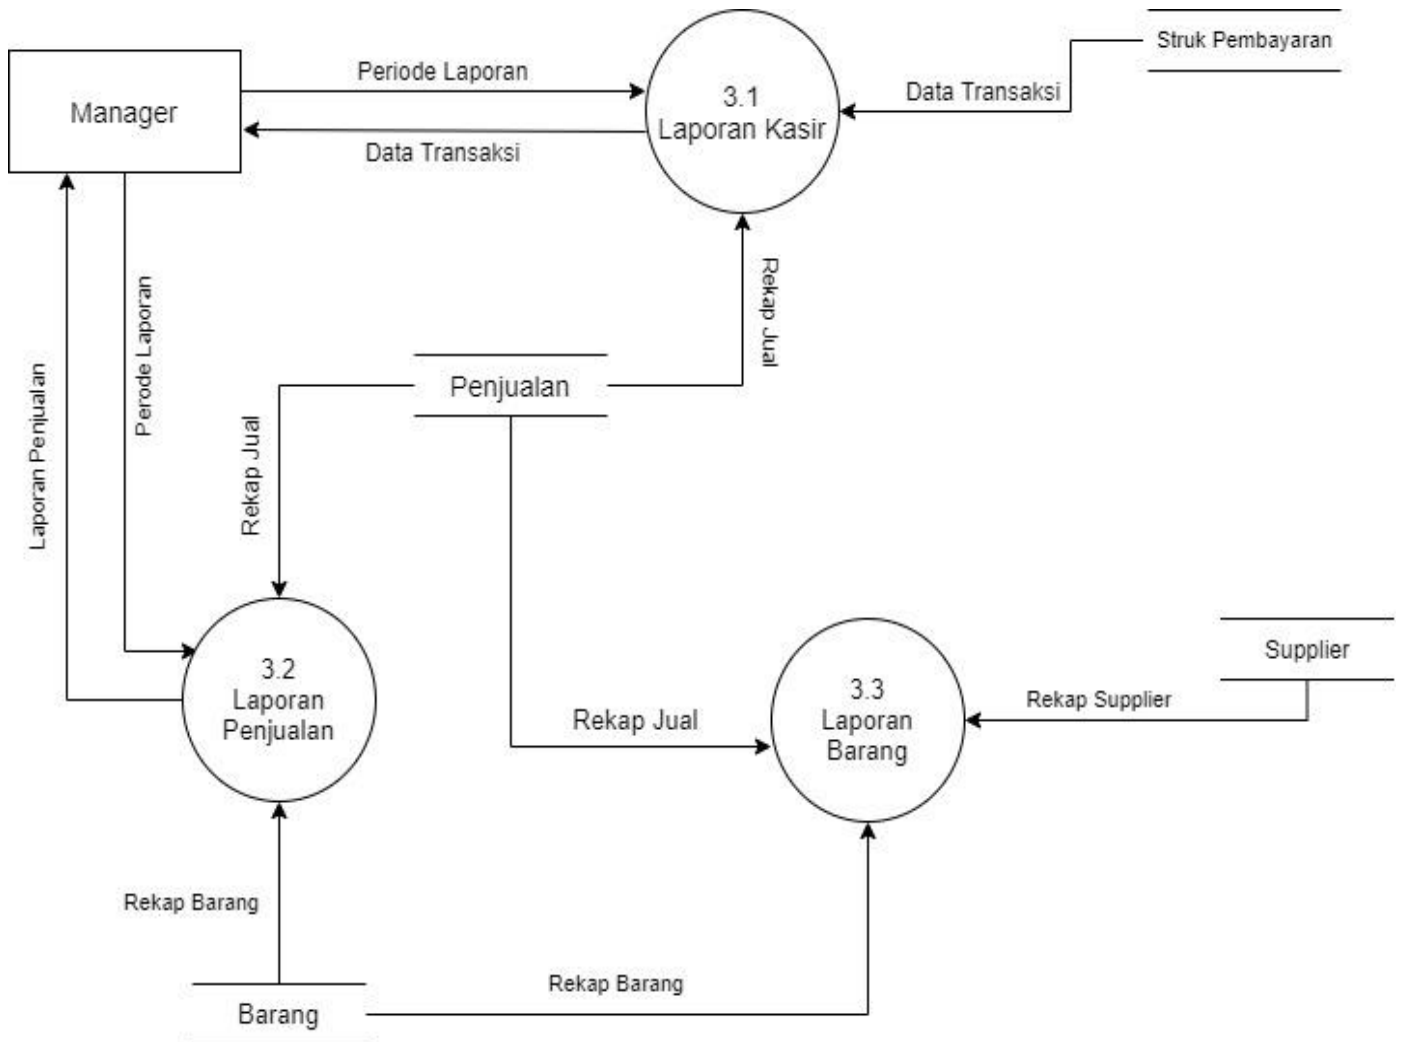 Struk Pembayaran
Periode Laporan
Data Transaksi
3.1
Laporan Kasir
Manager
Data Transaksi
Rekap Jual
Perode Laporan
Laporan Penjualan
Penjualan
Rekap Jual
3.2
Laporan
Penjualan
Rekap Jual
3.3
Laporan
Barang
Supplier
Rekap Supplier
Rekap Barang
Rekap Barang
Barang